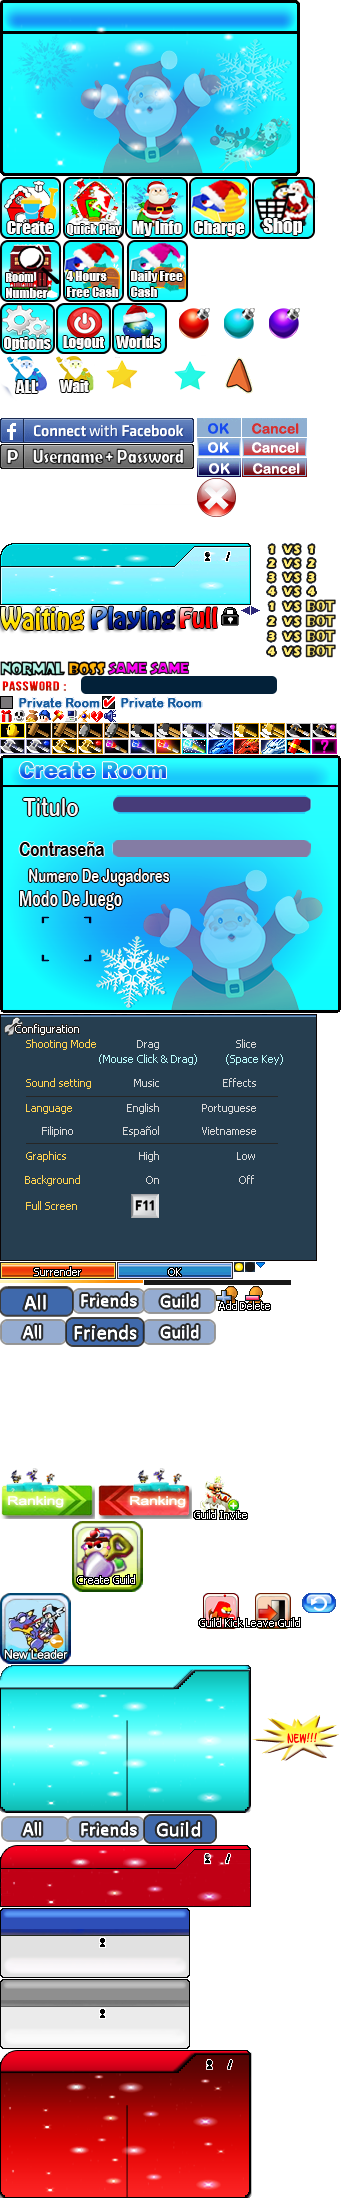 Create Quick Play My Info Charge Shop
Room Number 4 Hours Free Cash Daily Free Cash
Options Logout Worlds
ALL Wait
f Connect with Facebook OK Cancel
P Username + Password OK Cancel
OK Cancel
1 VS 1
2 VS 2
3 VS 3
4 VS 4
1 VS BOT
2 VS BOT
3 VS BOT
4 VS BOT
/
Waiting Playing Full
NORMAL BOSS SAME SAME
PASSWORD :
Private Room Private Room
?
Create Room
Titulo
Contraseña
Numero De Jugadores
Modo De Juego
Configuration
Shooting Mode Drag Slice
(Mouse Click & Drag) (Space Key)
Sound setting Music Effects
Language English Portuguese
Filipino Español Vietnamese
Graphics High Low
Background On Off
Full Screen F11
Surrender OK
All Friends Guild Add Delete
All Friends Guild
Ranking Ranking Guild Invite
Create Guild
New Leader Guild Kick Leave Guild
NEW!!!
All Friends Guild
/
/